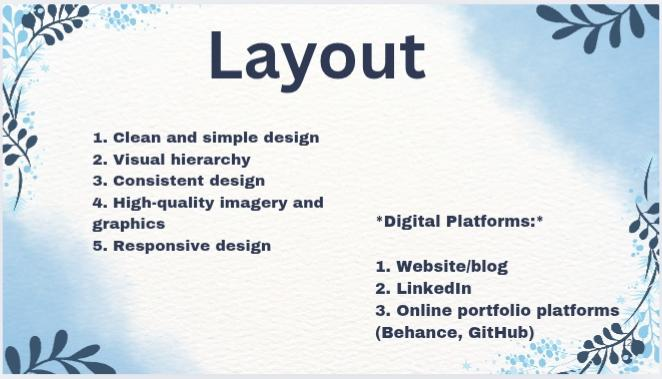 Layout
1. Clean and simple design
2. Visual hierarchy
3. Consistent design
4. High-quality imagery and
graphics
5. Responsive design
*Digital Platforms:*
1. Website/blog
2. LinkedIn
3. Online portfolio platforms
(Behance, GitHub)